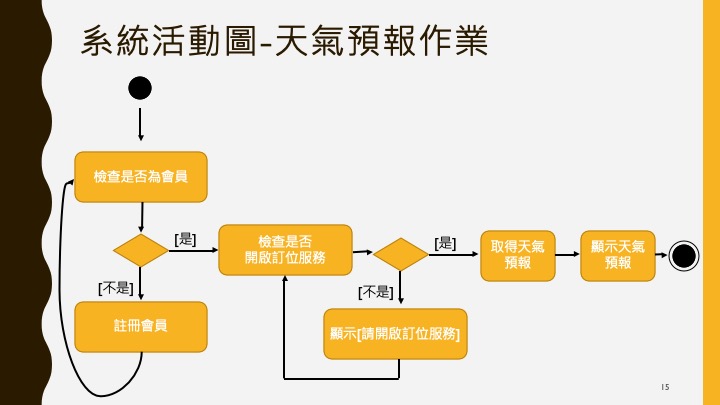 系統活動圖-天氣預報作業
檢查是否為會員
[是]
[不是]
註冊會員
檢查是否
開啟訂位服務
[是]
[不是]
顯示[請開啟訂位服務]
取得天氣
預報
顯示天氣
預報
15